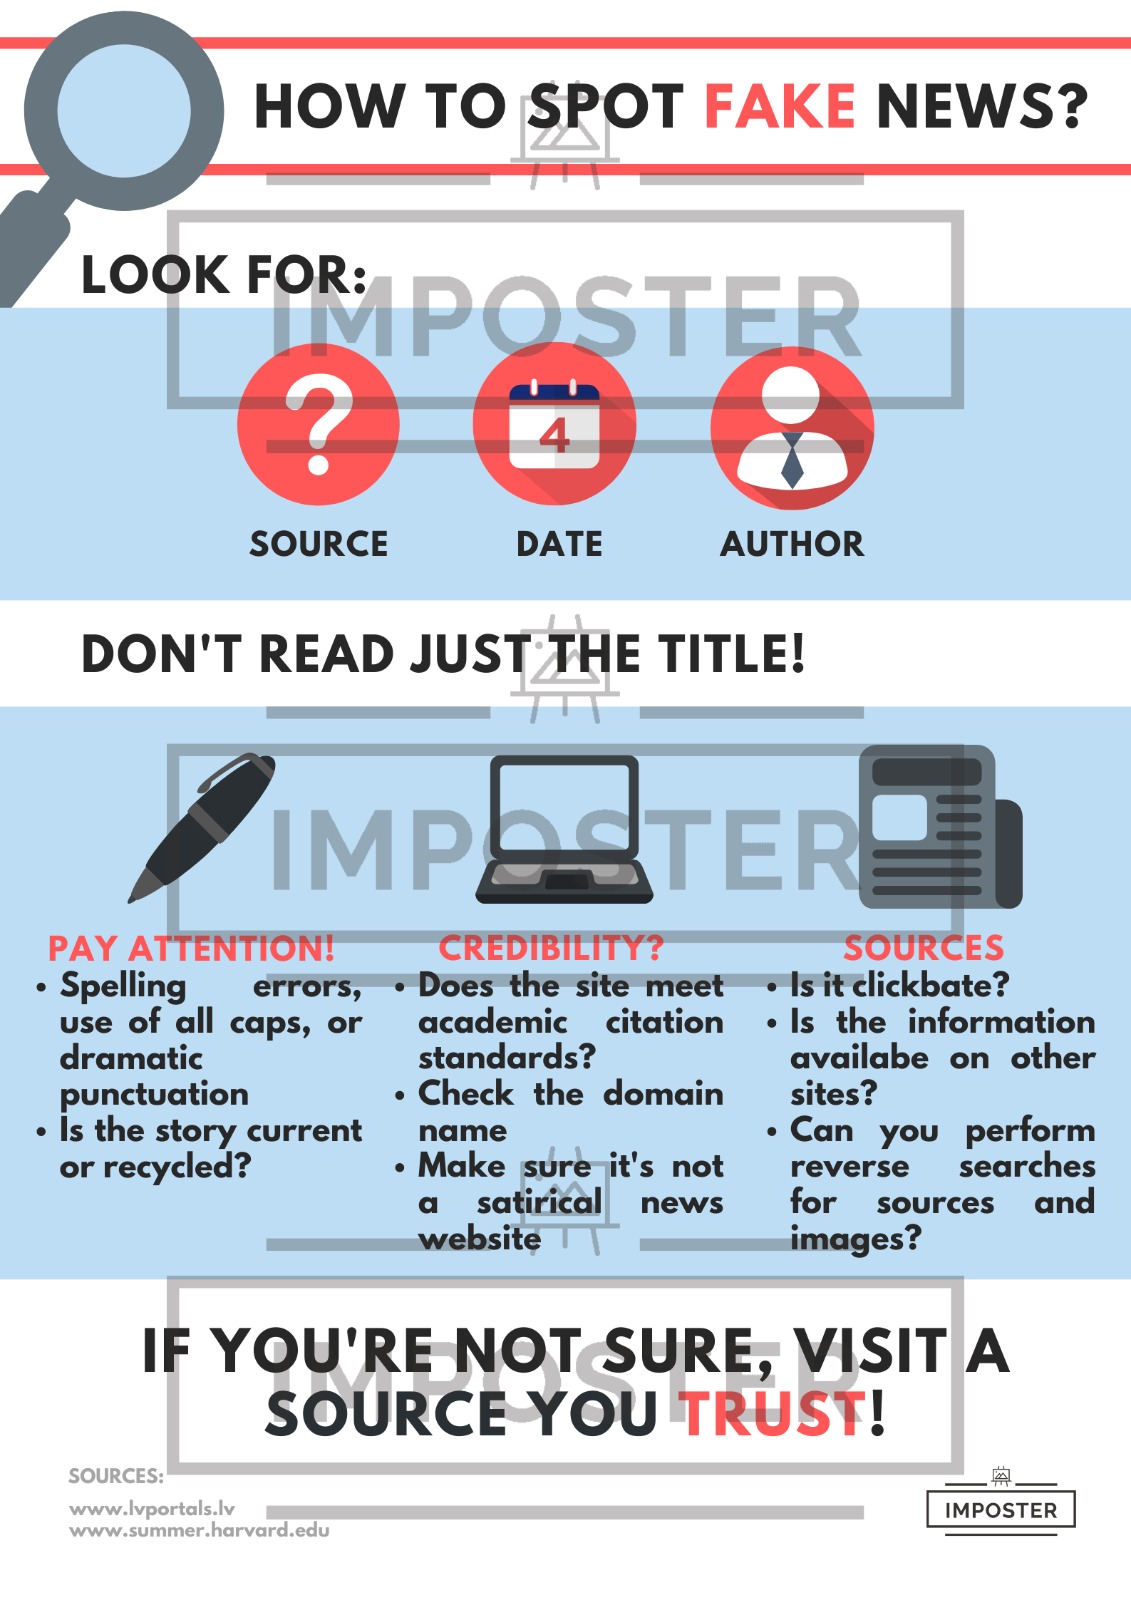 HOW TO SPOT FAKE NEWS?
LOOK FOR:
IMPOSTER
4
SOURCE
DATE
AUTHOR
DON'T READ JUST THE TITLE!
IMPOSTER
PAY ATTENTION!
• Spelling errors,
use of all caps, or
dramatic
punctuation
• Is the story current
or recycled?
CREDIBILITY?
• Does the site meet
academic citation
standards?
• Check the domain
name
• Make sure it's not
a satirical news
website
SOURCES
• Is it clickbate?
• Is the information
availabe on other
sites?
• Can you perform
reverse searches
for sources and
images?
IF YOU'RE NOT SURE, VISIT A
SOURCE YOU TRUST!
IMPOSTER
SOURCES:
www.lvportals.lv
www.summer.harvard.edu
IMPOSTER